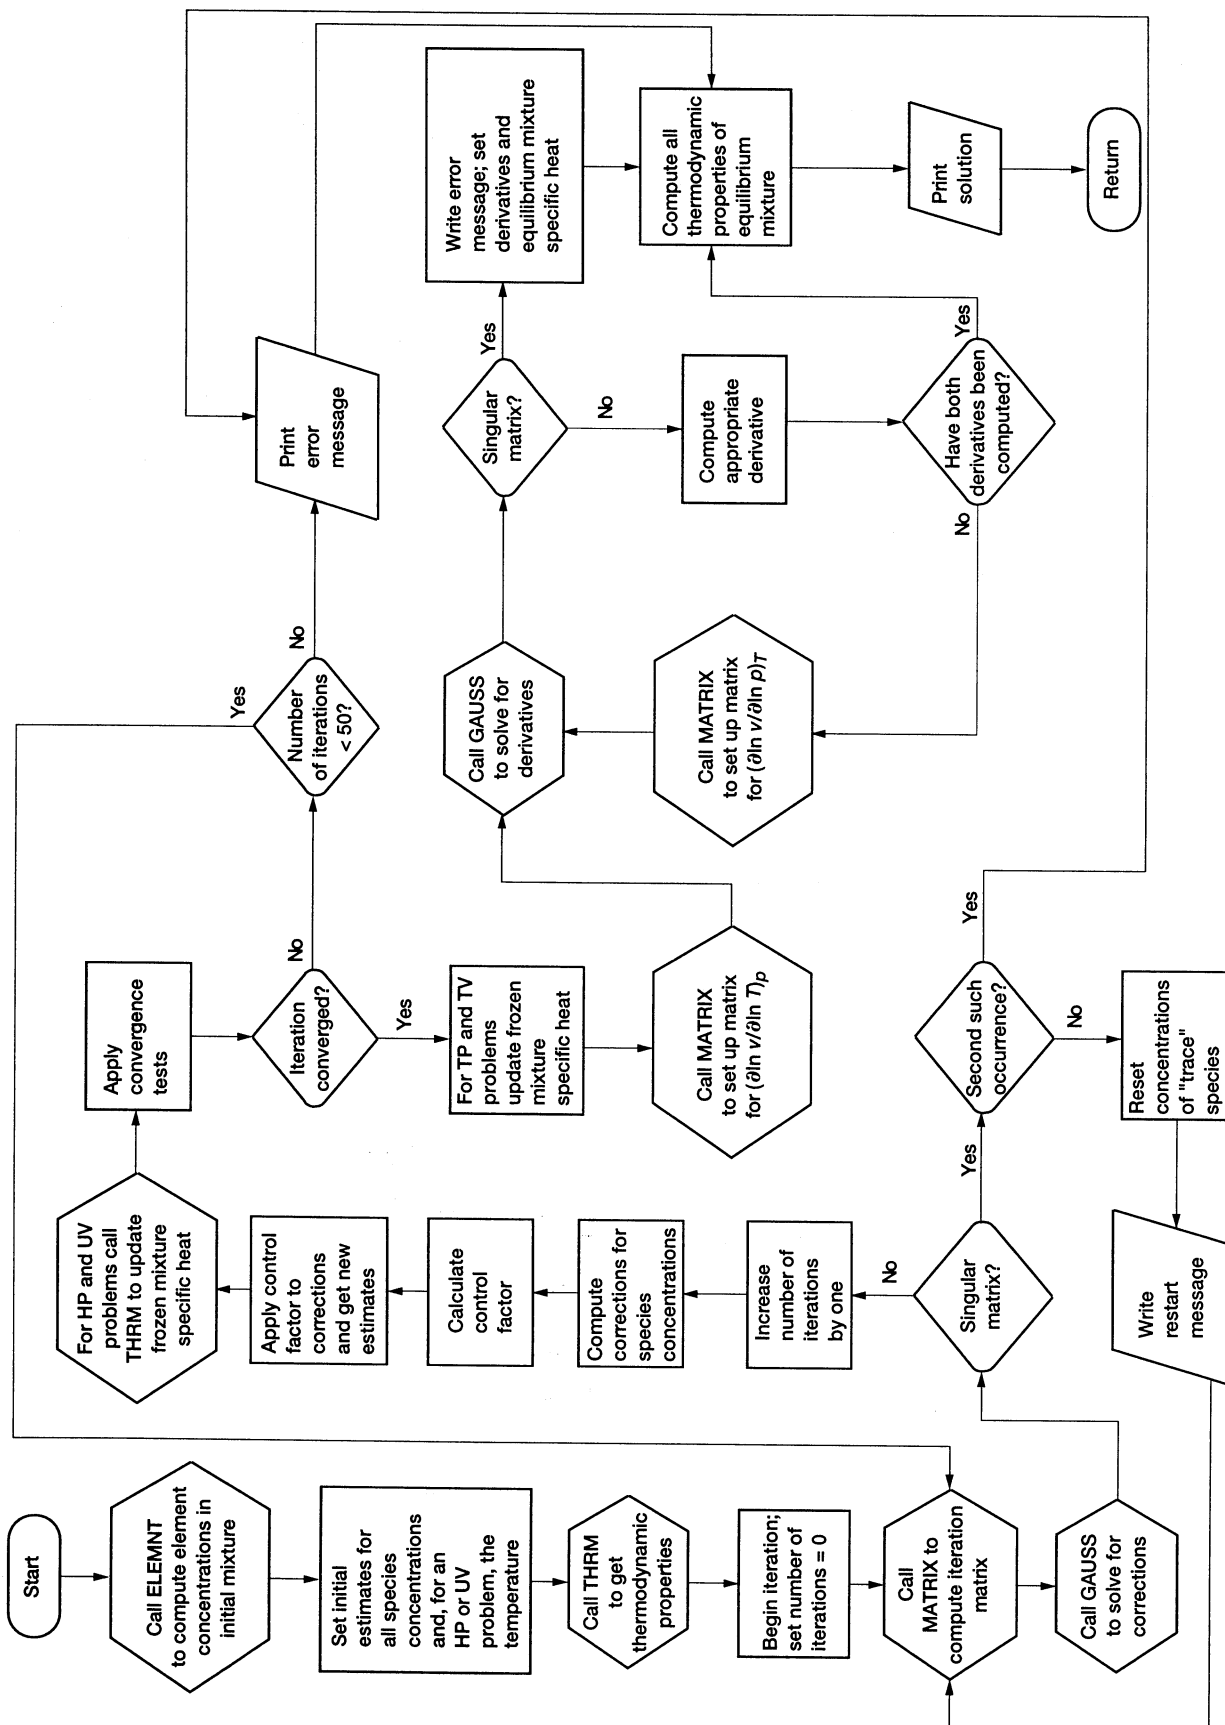 Start
Call ELEMNT
to compute element
concentrations in
initial mixture
Set initial
estimates for
all species
concentrations
and, for an
HP or UV
problem, the
temperature
Call THRM
to get
thermodynamic
properties
Begin iteration;
set number of
iterations = 0
Call
MATRIX to
compute iteration
matrix
Call GAUSS
to solve for
corrections
Singular
matrix?
Yes
No
Second such
occurrence?
Yes
No
Reset
concentrations
of "trace"
species
Write
restart
message
Increase
number of
iterations
by one
Compute
corrections for
species
concentrations
Calculate
control
factor
Apply control
factor to
corrections
and get new
estimates
For HP and UV
problems call
THRM to update
frozen mixture
specific heat
Apply
convergence
tests
Iteration
converged?
No
Yes
Number
of iterations
< 50?
Yes
No
Print
error
message
For TP and TV
problems
update frozen
mixture
specific heat
Call MATRIX
to set up matrix
for (∂ln v/∂ln T)p
Call GAUSS
to solve for
derivatives
Call MATRIX
to set up matrix
for (∂ln v/∂ln p)T
Singular
matrix?
Yes
No
Compute
appropriate
derivative
Have both
derivatives been
computed?
Yes
No
Write error
message; set
derivatives and
equilibrium mixture
specific heat
Compute all
thermodynamic
properties of
equilibrium
mixture
Print
solution
Return